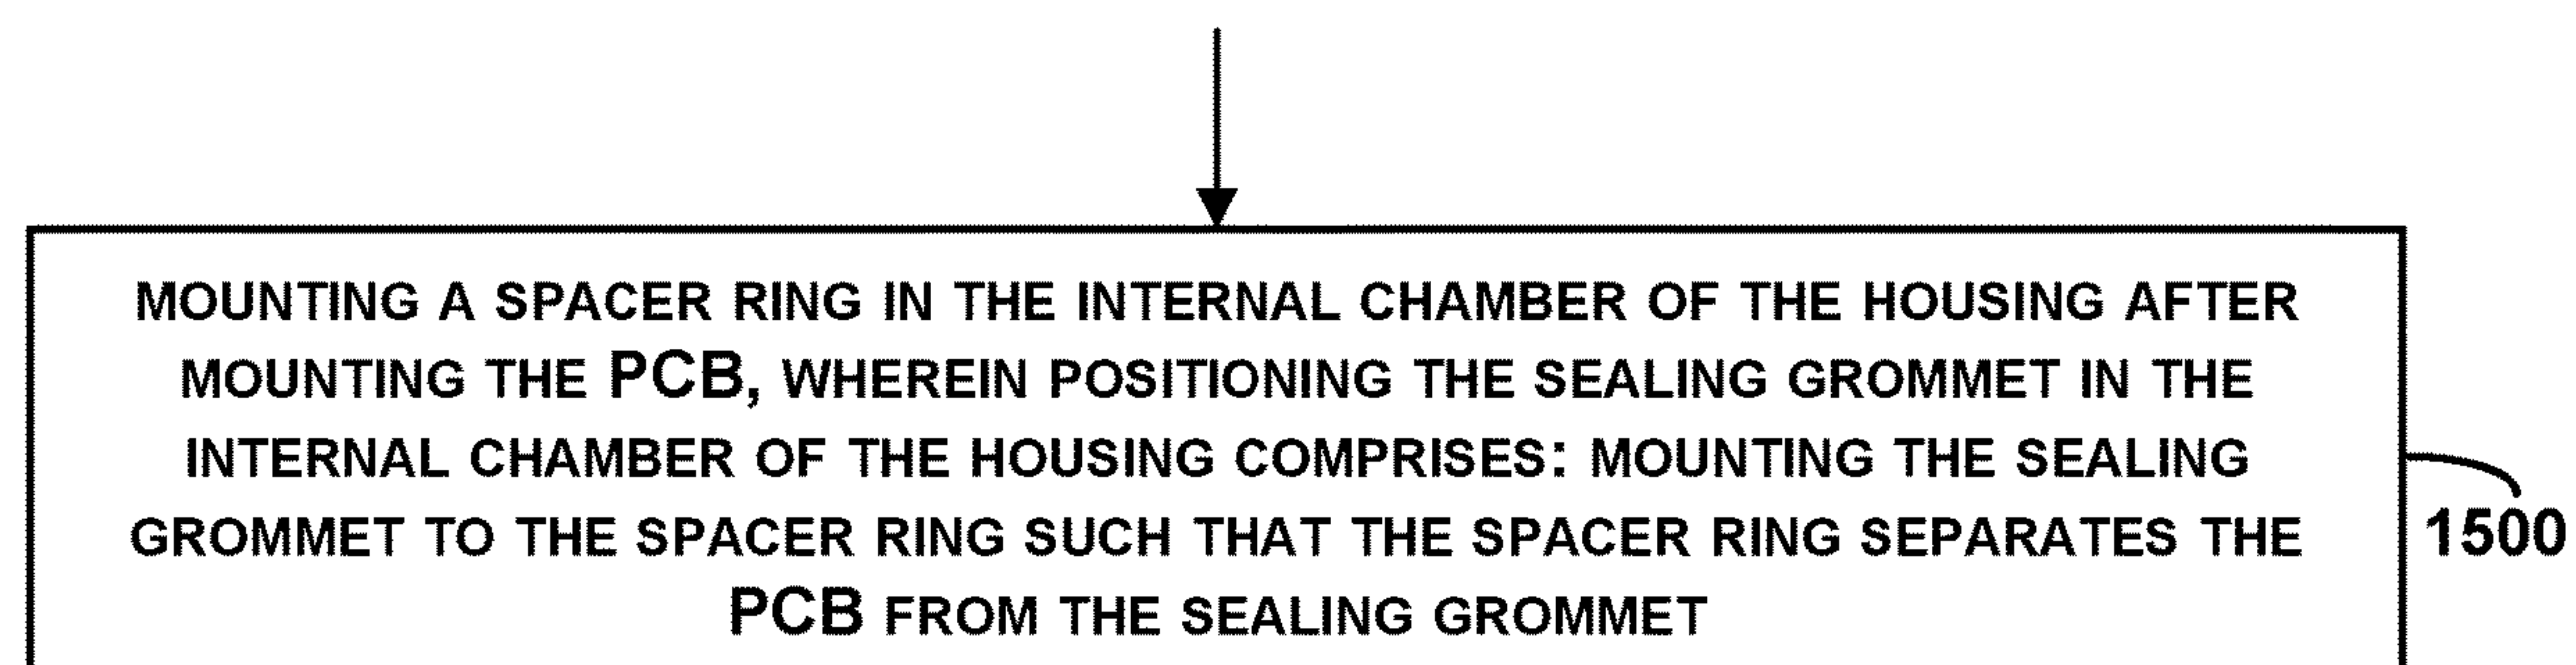 MOUNTING A SPACER RING IN THE INTERNAL CHAMBER OF THE HOUSING AFTER
MOUNTING THE PCB, WHEREIN POSITIONING THE SEALING GROMMET IN THE
INTERNAL CHAMBER OF THE HOUSING COMPRISES: MOUNTING THE SEALING
GROMMET TO THE SPACER RING SUCH THAT THE SPACER RING SEPARATES THE
PCB FROM THE SEALING GROMMET
1500